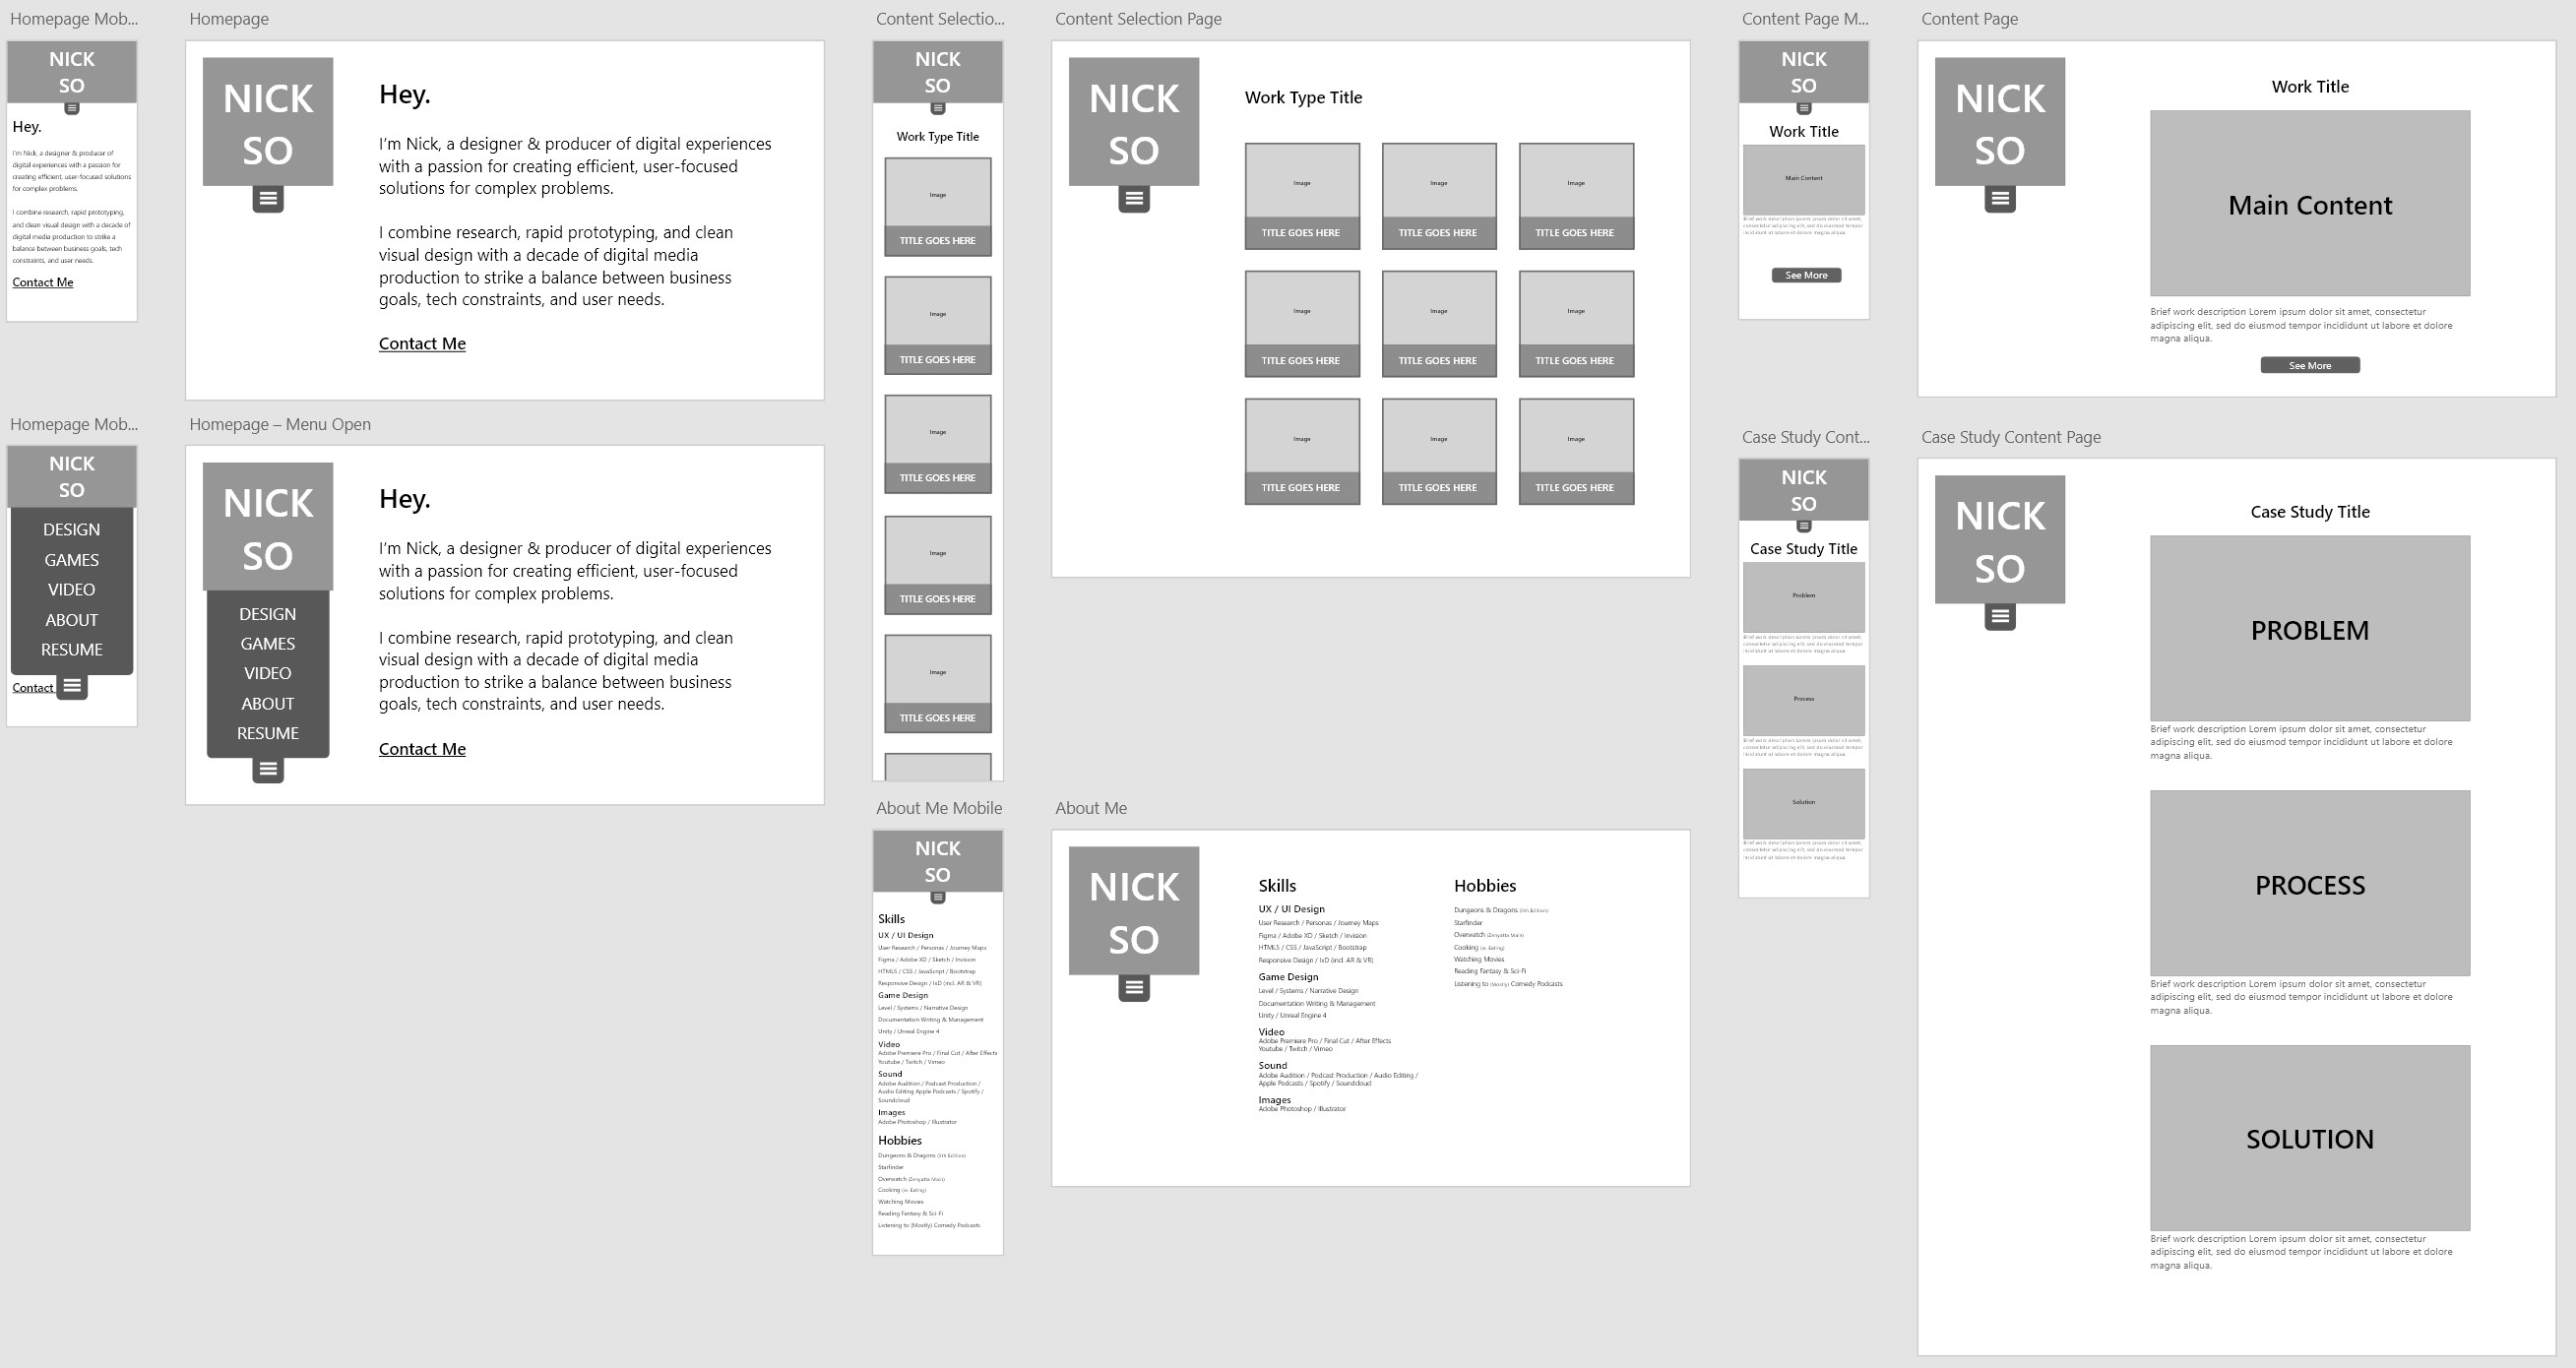 Homepage Mob...
NICK
SO
Hey.
I'm Nick, a designer & producer of
digital experiences with a passion for
creating efficient, user-focused solutions
for complex problems.
I combine research, rapid prototyping,
and clean visual design with a decade of
digital media production to strike a
balance between business goals, tech
constraints, and user needs.
Contact Me
Homepage
NICK
SO
Hey.
I'm Nick, a designer & producer of digital experiences
with a passion for creating efficient, user-focused
solutions for complex problems.
I combine research, rapid prototyping, and clean
visual design with a decade of digital media
production to strike a balance between business
goals, tech constraints, and user needs.
Contact Me
Homepage Mob...
NICK
SO
DESIGN
GAMES
VIDEO
ABOUT
RESUME
Contact
Homepage – Menu Open
NICK
SO
DESIGN
GAMES
VIDEO
ABOUT
RESUME
Hey.
I'm Nick, a designer & producer of digital experiences
with a passion for creating efficient, user-focused
solutions for complex problems.
I combine research, rapid prototyping, and clean
visual design with a decade of digital media
production to strike a balance between business
goals, tech constraints, and user needs.
Contact Me
Content Selectio...
NICK
SO
Work Type Title
Image
TITLE GOES HERE
Image
TITLE GOES HERE
Image
TITLE GOES HERE
Image
TITLE GOES HERE
Image
TITLE GOES HERE
Content Selection Page
NICK
SO
Work Type Title
Image Image Image
TITLE GOES HERE TITLE GOES HERE TITLE GOES HERE
Image Image Image
TITLE GOES HERE TITLE GOES HERE TITLE GOES HERE
Image Image Image
TITLE GOES HERE TITLE GOES HERE TITLE GOES HERE
About Me Mobile
NICK
SO
Skills
UX / UI Design
User Research / Personas / Journey Maps
Figma / Adobe XD / Sketch / Invision
HTML5 / CSS / JavaScript / Bootstrap
Responsive Design / IxD (incl. AR & VR)
Game Design
Level / Systems / Narrative Design
Documentation Writing & Management
Unity / Unreal Engine 4
Video
Adobe Premiere Pro / Final Cut / After Effects
Youtube / Twitch / Vimeo
Sound
Adobe Audition / Podcast Production /
Audio Editing Apple Podcasts / Spotify /
Soundcloud
Images
Adobe Photoshop / Illustrator
Hobbies
Dungeons & Dragons (5th Edition)
Starfinder
Overwatch (Zenyatta Main)
Cooking (ie. Eating)
Watching Movies
Reading Fantasy & Sci-Fi
Listening to (Mostly) Comedy Podcasts
About Me
NICK
SO
Skills
UX / UI Design
User Research / Personas / Journey Maps
Figma / Adobe XD / Sketch / Invision
HTML5 / CSS / JavaScript / Bootstrap
Responsive Design / IxD (incl. AR & VR)
Game Design
Level / Systems / Narrative Design
Documentation Writing & Management
Unity / Unreal Engine 4
Video
Adobe Premiere Pro / Final Cut / After Effects
Youtube / Twitch / Vimeo
Sound
Adobe Audition / Podcast Production / Audio Editing /
Apple Podcasts / Spotify / Soundcloud
Images
Adobe Photoshop / Illustrator
Hobbies
Dungeons & Dragons (5th Edition)
Starfinder
Overwatch (Zenyatta Main)
Cooking (ie. Eating)
Watching Movies
Reading Fantasy & Sci-Fi
Listening to (Mostly) Comedy Podcasts
Content Page M...
NICK
SO
Work Title
Main Content
Brief work description Lorem ipsum dolor sit amet,
consectetur adipiscing elit, sed do eiusmod tempor
incididunt ut labore et dolore magna aliqua.
See More
Content Page
NICK
SO
Work Title
Main Content
Brief work description Lorem ipsum dolor sit amet, consectetur
adipiscing elit, sed do eiusmod tempor incididunt ut labore et dolore
magna aliqua.
See More
Case Study Cont...
NICK
SO
Case Study Title
Problem
Brief work description Lorem ipsum dolor sit amet,
consectetur adipiscing elit, sed do eiusmod tempor
incididunt ut labore et dolore magna aliqua.
Process
Brief work description Lorem ipsum dolor sit amet,
consectetur adipiscing elit, sed do eiusmod tempor
incididunt ut labore et dolore magna aliqua.
Solution
Brief work description Lorem ipsum dolor sit amet,
consectetur adipiscing elit, sed do eiusmod tempor
incididunt ut labore et dolore magna aliqua.
Case Study Content Page
NICK
SO
Case Study Title
PROBLEM
Brief work description Lorem ipsum dolor sit amet, consectetur
adipiscing elit, sed do eiusmod tempor incididunt ut labore et dolore
magna aliqua.
PROCESS
Brief work description Lorem ipsum dolor sit amet, consectetur
adipiscing elit, sed do eiusmod tempor incididunt ut labore et dolore
magna aliqua.
SOLUTION
Brief work description Lorem ipsum dolor sit amet, consectetur
adipiscing elit, sed do eiusmod tempor incididunt ut labore et dolore
magna aliqua.